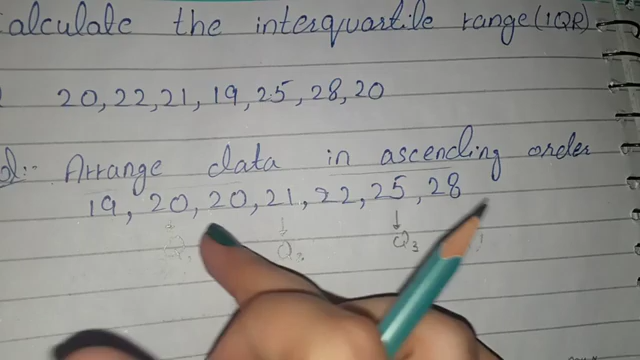 alculate the interquartile range (IQR)
20, 22, 21, 19, 25, 28, 20
Arrange data in ascending order
19, 20, 20, 21, 22, 25, 28
Q₂ Q₃